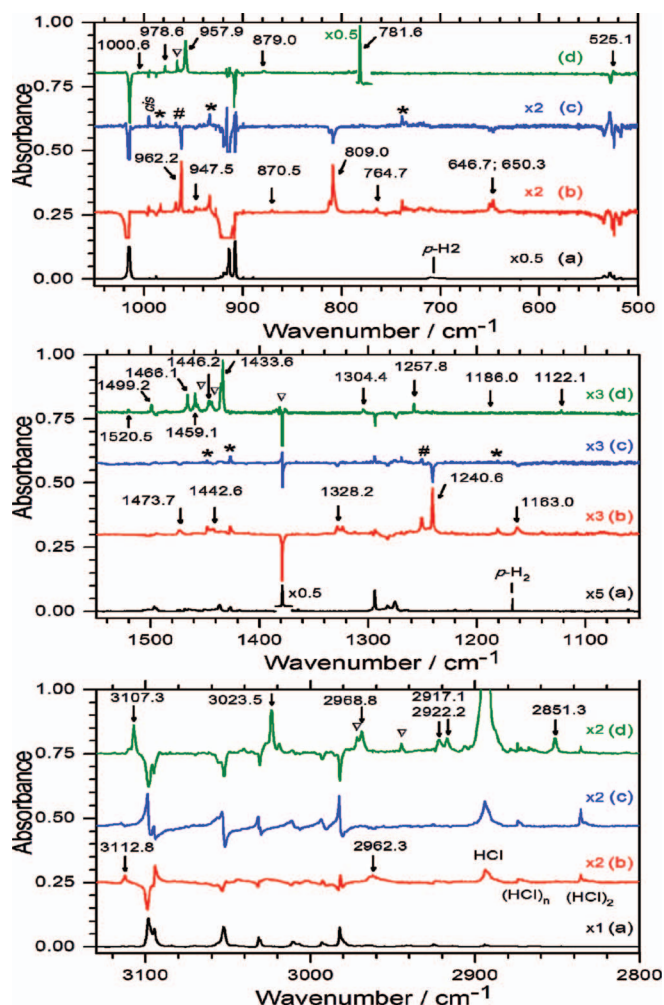 978.6 957.9
1000.6 879.0 x0.5 781.6 525.1
1.00
(d)
0.75
cis * # * * x2 (c)
0.50
962.2 947.5 870.5 809.0 764.7 646.7; 650.3
x2 (b)
0.25
p-H2
x0.5 (a)
0.00
Absorbance
1000 900 800 700 600 500
Wavenumber / cm-1
1446.2 1433.6
1466.1 1257.8
1499.2 1304.4 1186.0 1122.1
1.00
x3 (d)
0.75
1520.5 1459.1
* * # * x3 (c)
0.50
1473.7 1442.6 1328.2 1240.6 1163.0
x3 (b)
0.25
x0.5 p-H2
x5 (a)
0.00
Absorbance
1500 1400 1300 1200 1100
Wavenumber / cm-1
1.00
3107.3 3023.5 2968.8 2917.1
2922.2 2851.3
x2 (d)
0.75
x2 (c)
0.50
3112.8 2962.3
HCl x2 (b)
0.25
(HCl)n (HCl)2
x1 (a)
0.00
Absorbance
3100 3000 2900 2800
Wavenumber / cm-1